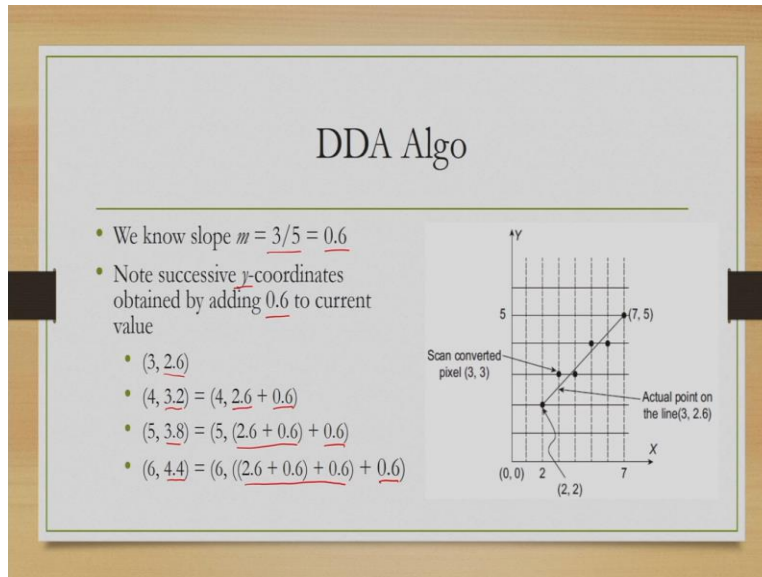 DDA Algo
• We know slope m = 3/5 = 0.6
• Note successive y-coordinates
obtained by adding 0.6 to current
value
• (3, 2.6)
• (4, 3.2) = (4, 2.6 + 0.6)
• (5, 3.8) = (5, (2.6 + 0.6) + 0.6)
• (6, 4.4) = (6, ((2.6 + 0.6) + 0.6) + 0.6)
Y
5
(7, 5)
Scan converted
pixel (3, 3)
Actual point on
the line(3, 2.6)
X
(0, 0) 2 7
(2, 2)